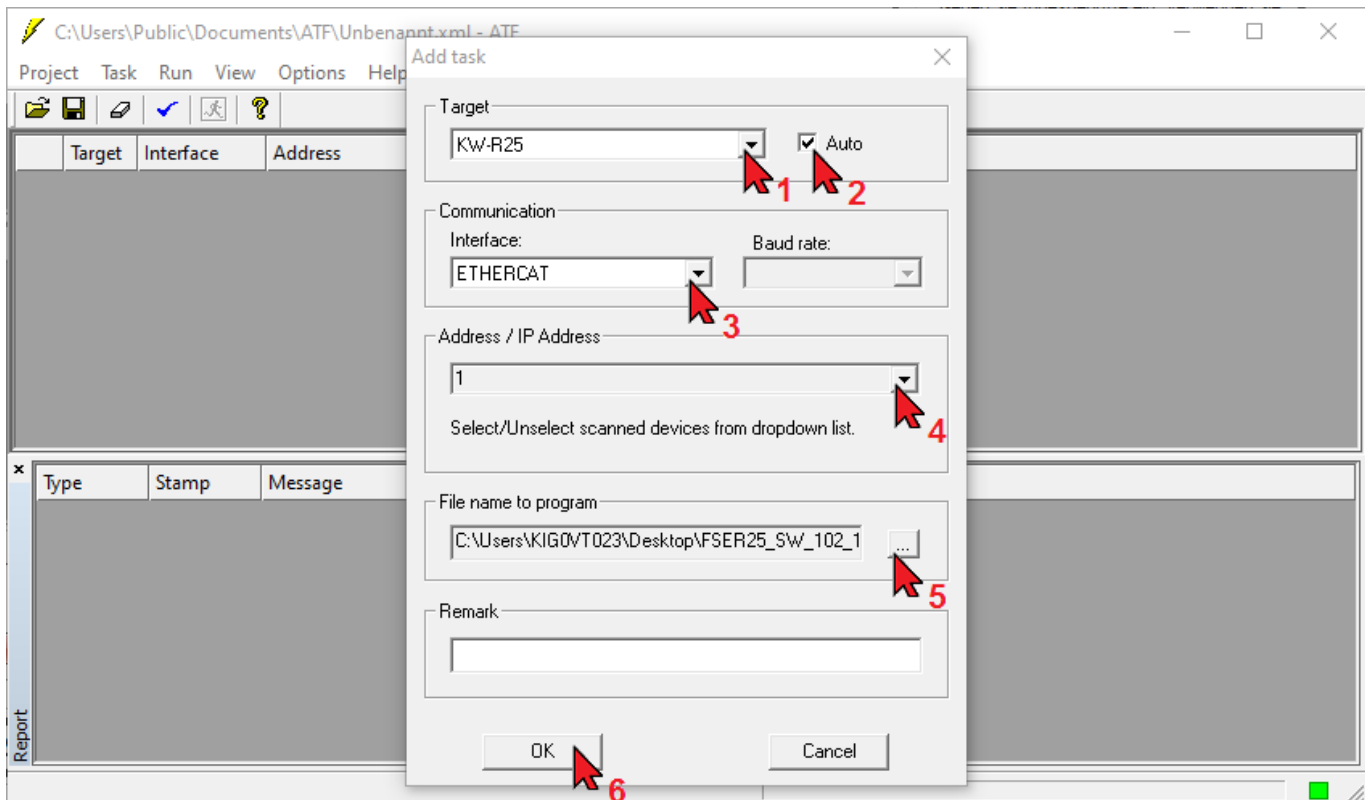 C:\Users\Public\Documents\ATF\Unbenannt.xml - ATF
Project Task Run View Options Help
Target Interface Address
Type Stamp Message
Report
Add task
Target
KW-R25
Auto
1
2
Communication
Interface:
Baud rate:
ETHERCAT
3
Address / IP Address
1
4
Select/Unselect scanned devices from dropdown list.
File name to program
C:\Users\KIG0VT023\Desktop\FSER25_SW_102_1
...
5
Remark
OK
Cancel
6